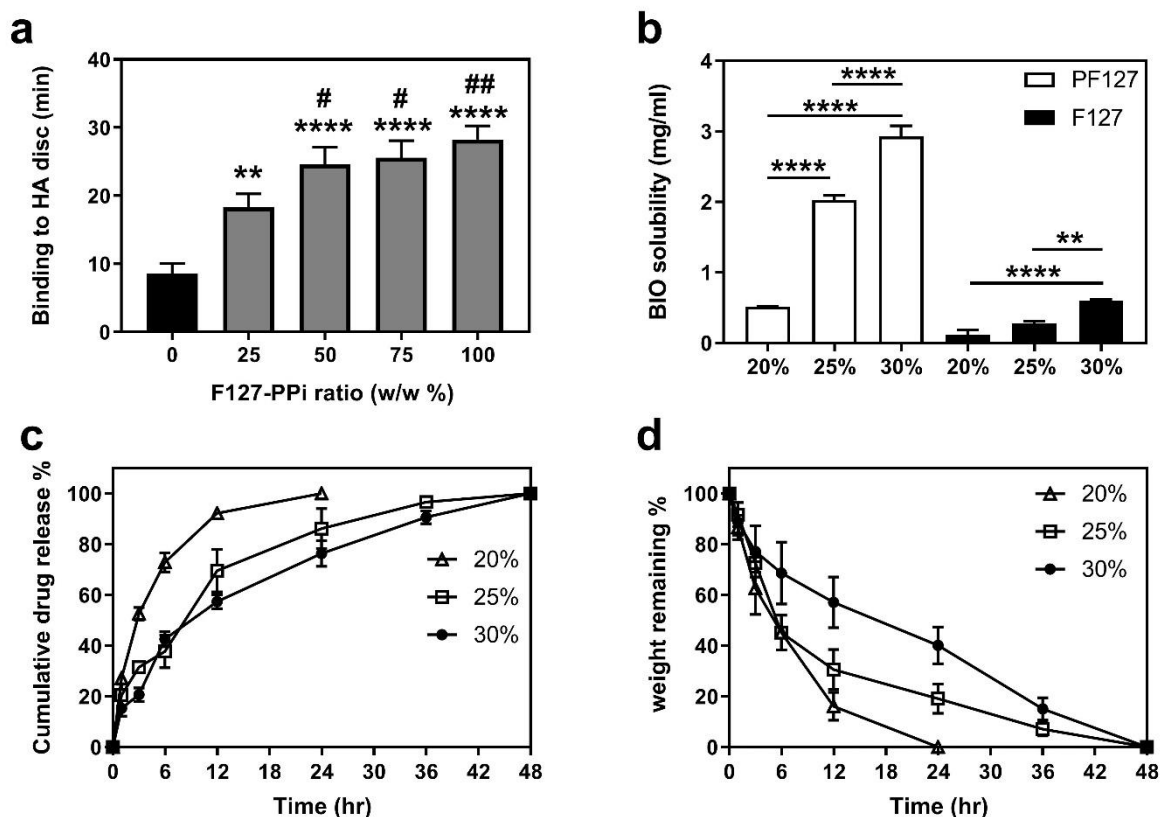 a
Binding to HA disc (min)
40
30
20
10
0
**
#
****
#
****
##
****
0 25 50 75 100
F127-PPi ratio (w/w %)
b
BIO solubility (mg/ml)
4
3
2
1
0
****
****
****
**
****
PF127
F127
20% 25% 30% 20% 25% 30%
c
Cumulative drug release %
100
80
60
40
20
0
20%
25%
30%
0 6 12 18 24 30 36 42 48
Time (hr)
d
weight remaining %
100
80
60
40
20
0
20%
25%
30%
0 6 12 18 24 30 36 42 48
Time (hr)